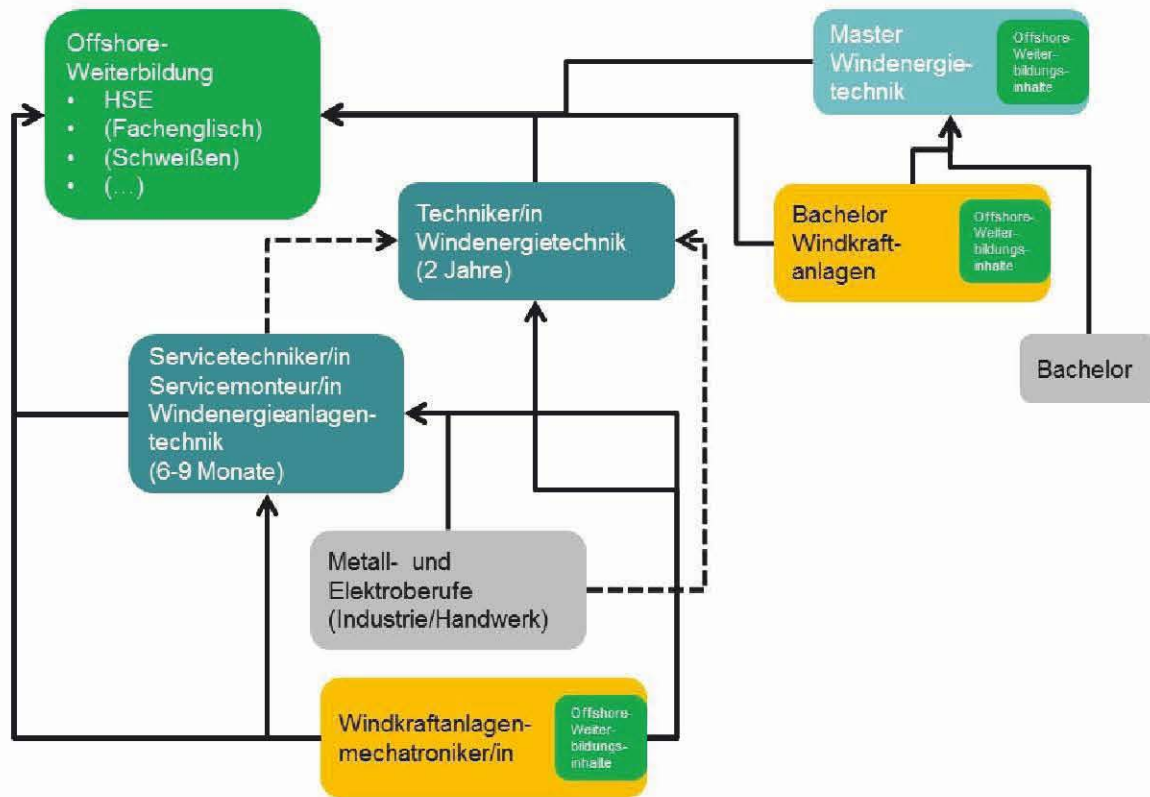 Offshore-
Weiterbildung
• HSE
• (Fachenglisch)
• (Schweißen)
• (…)
Master
Windenergie-
technik
Offshore-
Weiter-
bildungs-
inhalte
Techniker/in
Windenergietechnik
(2 Jahre)
Bachelor
Windkraft-
anlagen
Offshore-
Weiter-
bildungs-
inhalte
Servicetechniker/in
Servicemonteur/in
Windenergieanlagen-
technik
(6-9 Monate)
Bachelor
Metall- und
Elektroberufe
(Industrie/Handwerk)
Windkraftanlagen-
mechatroniker/in
Offshore-
Weiter-
bildungs-
inhalte